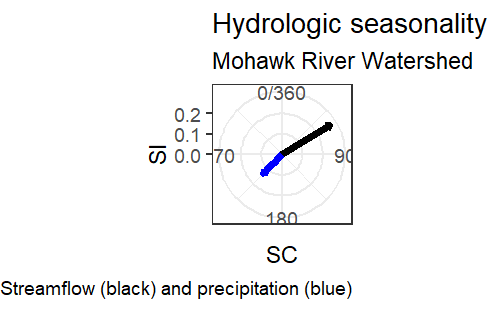 Hydrologic seasonality
Mohawk River Watershed
0/360
0.2
0.1
0.0
70
90
180
SI
SC
Streamflow (black) and precipitation (blue)